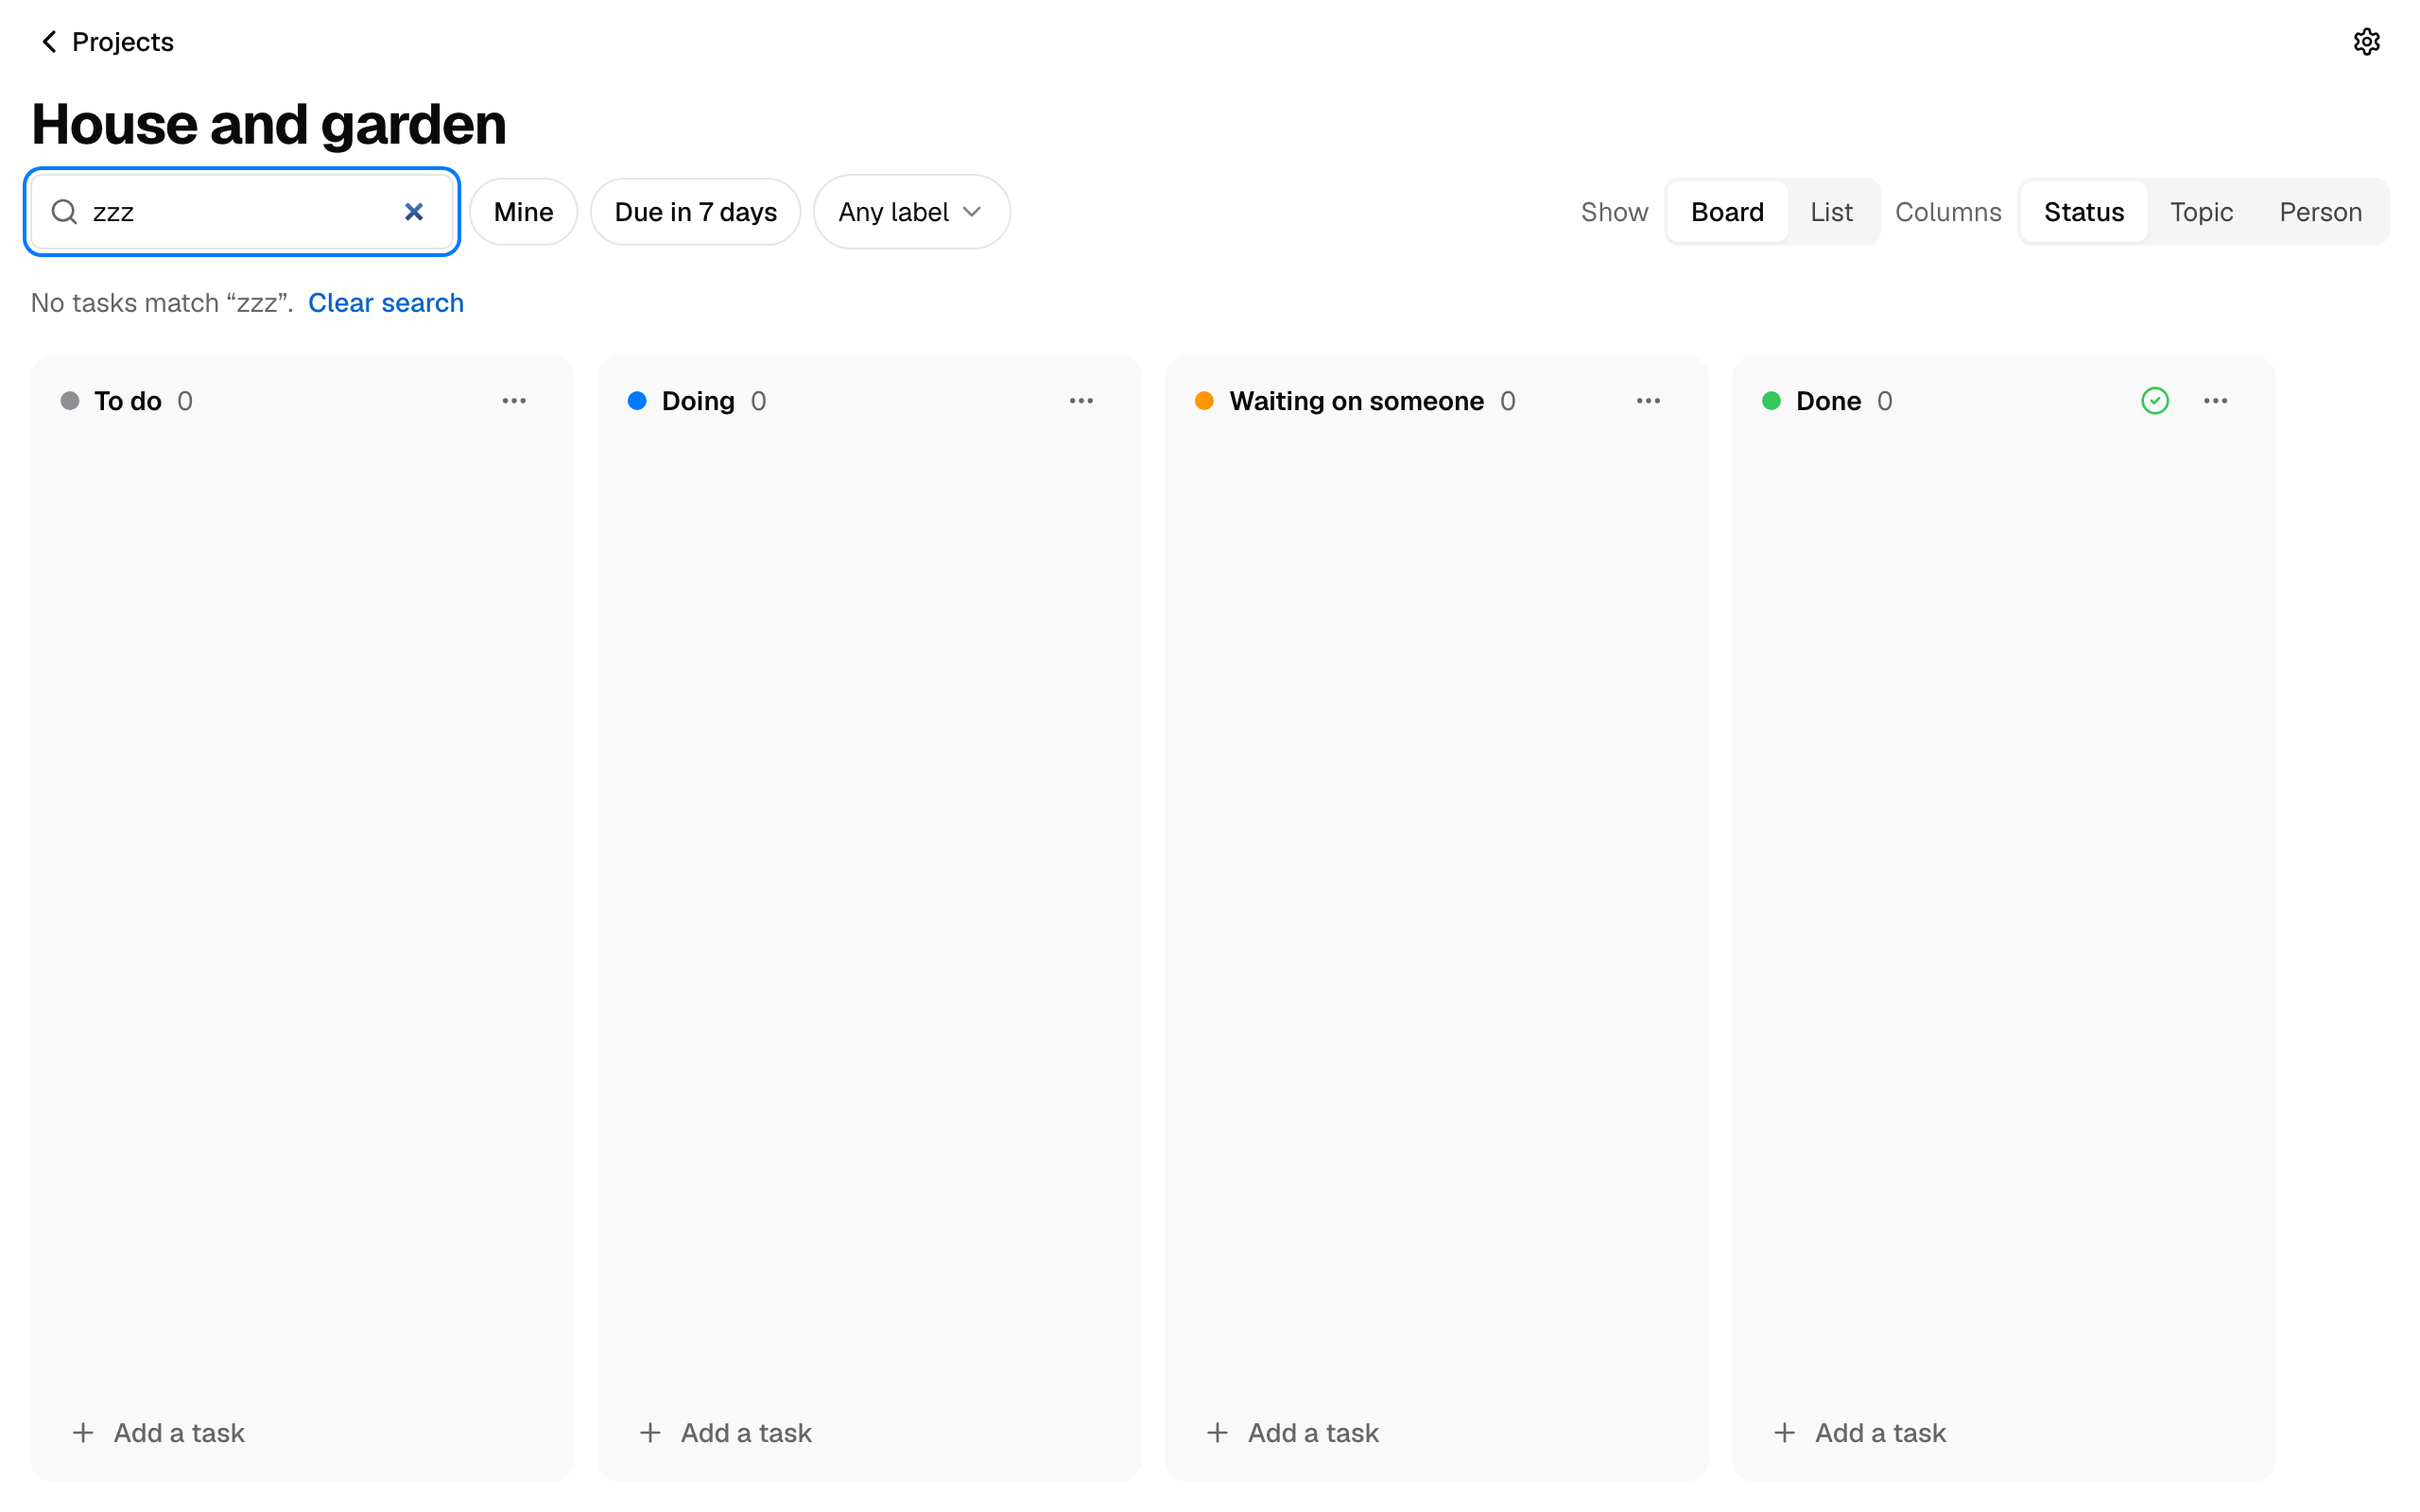 Projects
House and garden
zzz
Mine
Due in 7 days
Any label
Show
Board
List
Columns
Status
Topic
Person
No tasks match “zzz”. Clear search
To do 0
Doing 0
Waiting on someone 0
Done 0
Add a task
Add a task
Add a task
Add a task